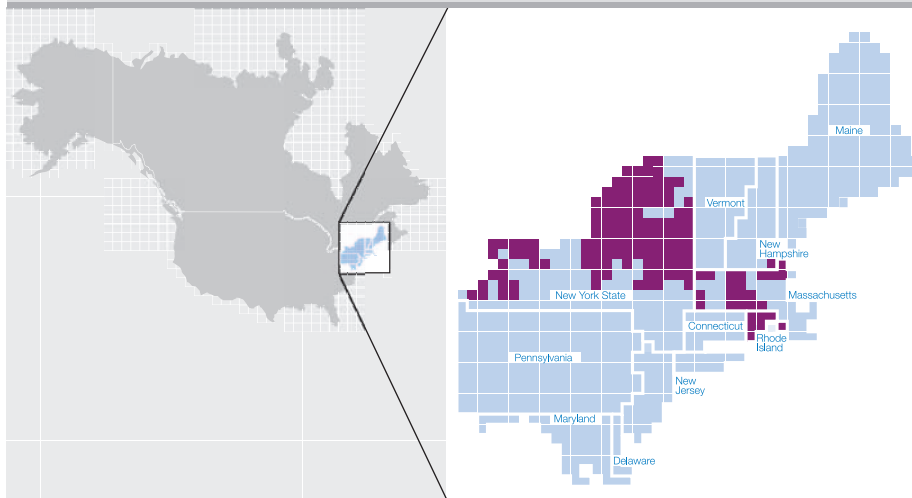 Maine
Vermont
New
Hampshire
New York State
Massachusetts
Connecticut
Rhode
Island
Pennsylvania
New
Jersey
Maryland
Delaware